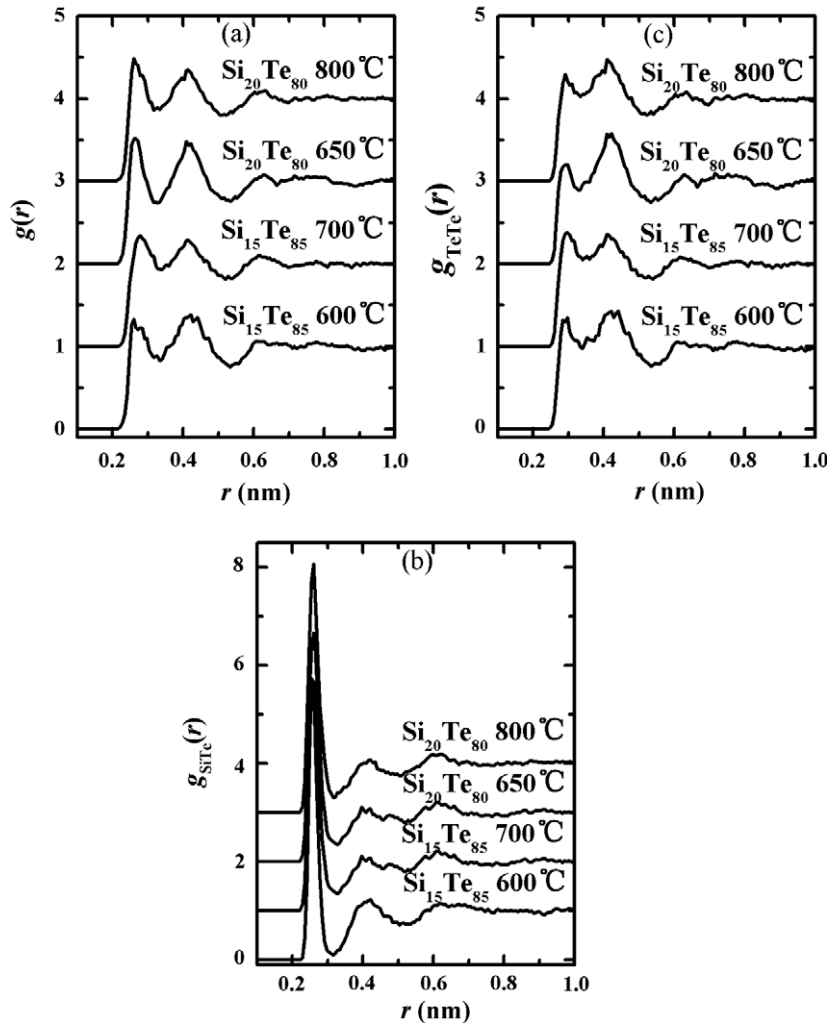 (a)
5
4
3
2
1
0
g(r)
Si₂₀Te₈₀ 800℃
Si₂₀Te₈₀ 650℃
Si₁₅Te₈₅ 700℃
Si₁₅Te₈₅ 600℃
0.2 0.4 0.6 0.8 1.0
r (nm)
(c)
5
4
3
2
1
0
g_TeTe(r)
Si₂₀Te₈₀ 800℃
Si₂₀Te₈₀ 650℃
Si₁₅Te₈₅ 700℃
Si₁₅Te₈₅ 600℃
0.2 0.4 0.6 0.8 1.0
r (nm)
(b)
8
6
4
2
0
g_SiTe(r)
Si₂₀Te₈₀ 800℃
Si₂₀Te₈₀ 650℃
Si₁₅Te₈₅ 700℃
Si₁₅Te₈₅ 600℃
0.2 0.4 0.6 0.8 1.0
r (nm)